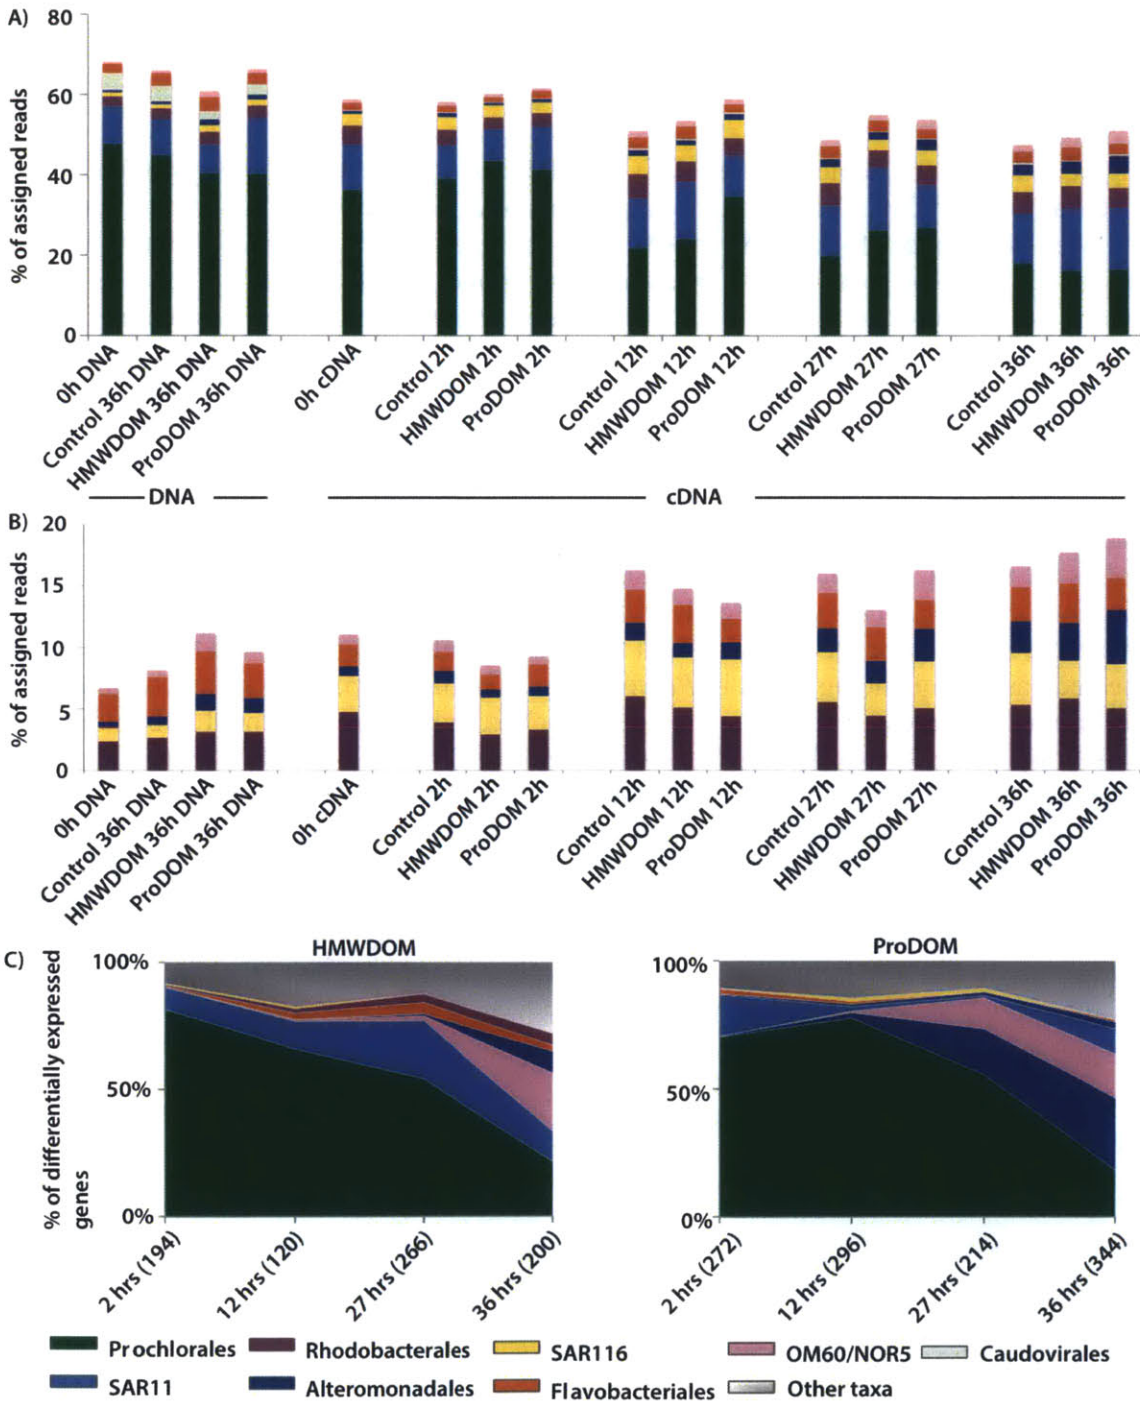 A)
% of assigned reads
80
60
40
20
0
0h DNA
Control 36h DNA
HMWDOM 36h DNA
ProDOM 36h DNA
0h cDNA
Control 2h
HMWDOM 2h
ProDOM 2h
Control 12h
HMWDOM 12h
ProDOM 12h
Control 27h
HMWDOM 27h
ProDOM 27h
Control 36h
HMWDOM 36h
ProDOM 36h
DNA
cDNA
B)
% of assigned reads
20
15
10
5
0
0h DNA
Control 36h DNA
HMWDOM 36h DNA
ProDOM 36h DNA
0h cDNA
Control 2h
HMWDOM 2h
ProDOM 2h
Control 12h
HMWDOM 12h
ProDOM 12h
Control 27h
HMWDOM 27h
ProDOM 27h
Control 36h
HMWDOM 36h
ProDOM 36h
C)
% of differentially expressed
genes
HMWDOM
100%
50%
0%
2 hrs (194)
12 hrs (120)
27 hrs (266)
36 hrs (200)
ProDOM
100%
50%
0%
2 hrs (272)
12 hrs (296)
27 hrs (214)
36 hrs (344)
Prochlorales
Rhodobacterales
SAR116
OM60/NOR5
Caudovirales
SAR11
Alteromonadales
Flavobacteriales
Other taxa